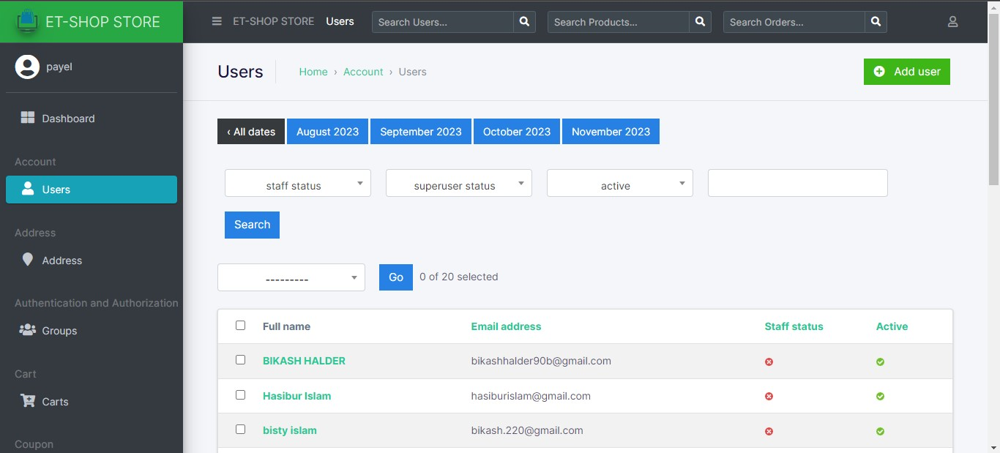 ET-SHOP STORE
ET-SHOP STORE Users Search Users... Search Products... Search Orders...
payel
Dashboard
Account
Users
Address
Address
Authentication and Authorization
Groups
Cart
Carts
Coupon
Users Home › Account › Users Add user
‹ All dates August 2023 September 2023 October 2023 November 2023
staff status superuser status active
Search
--------- Go 0 of 20 selected
Full name Email address Staff status Active
BIKASH HALDER bikashhalder90b@gmail.com
Hasibur Islam hasiburislam@gmail.com
bisty islam bikash.220@gmail.com